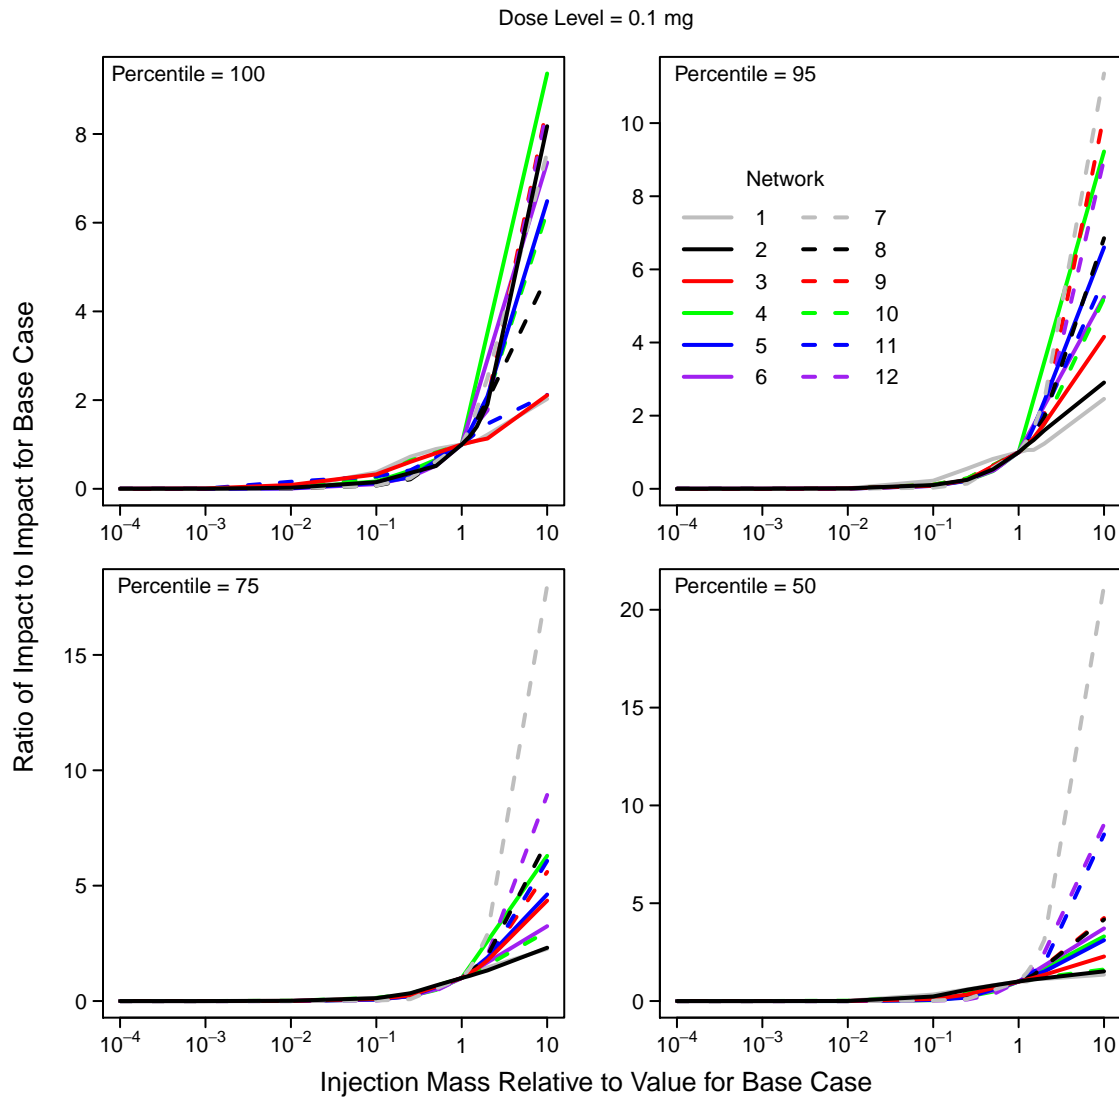 Dose Level = 0.1 mg
Ratio of Impact to Impact for Base Case
Percentile = 100
8
6
4
2
0
10⁻⁴ 10⁻³ 10⁻² 10⁻¹ 1 10
Percentile = 95
10
8
6
4
2
0
Network
1 7
2 8
3 9
4 10
5 11
6 12
10⁻⁴ 10⁻³ 10⁻² 10⁻¹ 1 10
Percentile = 75
15
10
5
0
10⁻⁴ 10⁻³ 10⁻² 10⁻¹ 1 10
Percentile = 50
20
15
10
5
0
10⁻⁴ 10⁻³ 10⁻² 10⁻¹ 1 10
Injection Mass Relative to Value for Base Case